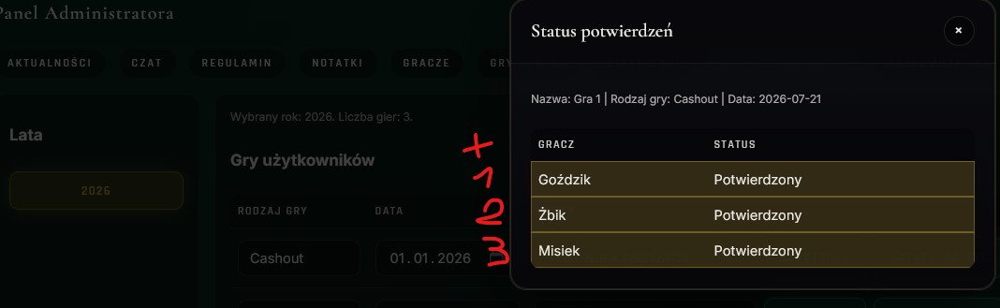 Panel Administratora
AKTUALNOŚCI CZAT REGULAMIN NOTATKI GRACZE GRY
Lata
2026
Wybrany rok: 2026. Liczba gier: 3.
Gry użytkowników
RODZAJ GRY DATA
Cashout 01.01.2026
+
1
2
3
Status potwierdzeń
×
Nazwa: Gra 1 | Rodzaj gry: Cashout | Data: 2026-07-21
GRACZ STATUS
Goździk Potwierdzony
Żbik Potwierdzony
Misiek Potwierdzony